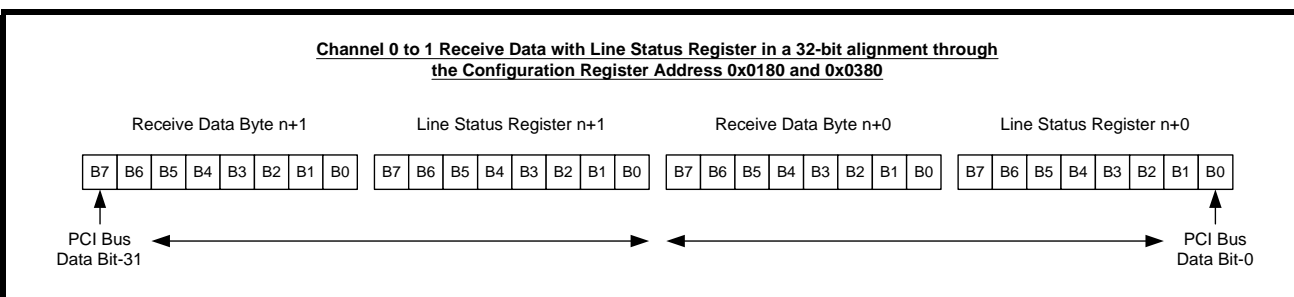 Channel 0 to 1 Receive Data with Line Status Register in a 32-bit alignment through
the Configuration Register Address 0x0180 and 0x0380
Receive Data Byte n+1 Line Status Register n+1 Receive Data Byte n+0 Line Status Register n+0
B7 B6 B5 B4 B3 B2 B1 B0 B7 B6 B5 B4 B3 B2 B1 B0 B7 B6 B5 B4 B3 B2 B1 B0 B7 B6 B5 B4 B3 B2 B1 B0
PCI Bus PCI Bus
Data Bit-31 Data Bit-0